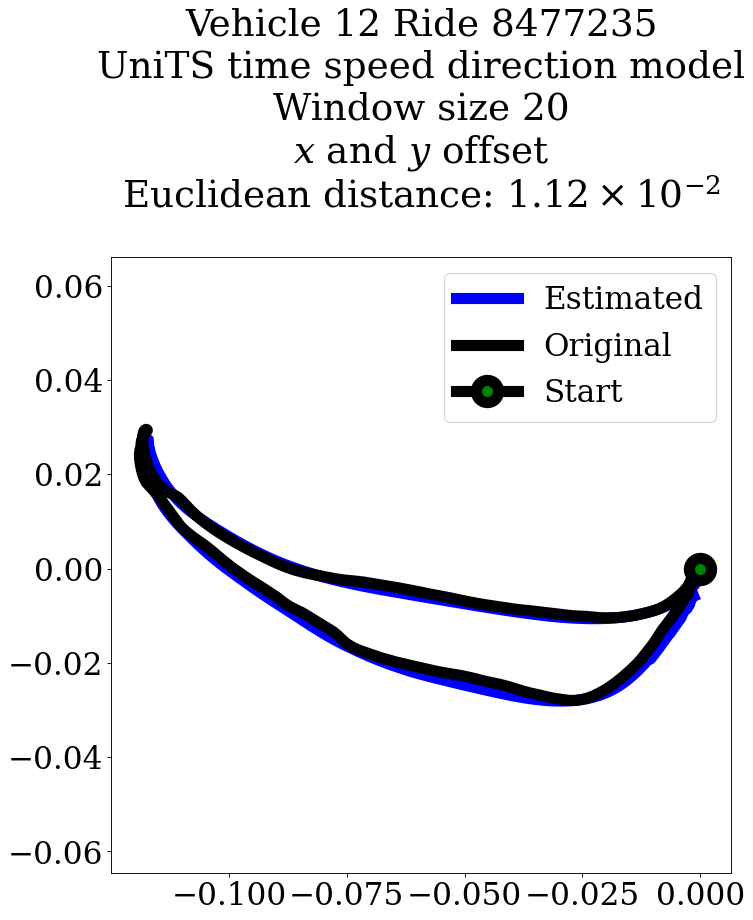 Vehicle 12 Ride 8477235
UniTS time speed direction model
Window size 20
x and y offset
Euclidean distance: 1.12 × 10⁻²
Estimated
Original
Start
0.06
0.04
0.02
0.00
−0.02
−0.04
−0.06
−0.100 −0.075 −0.050 −0.025 0.000